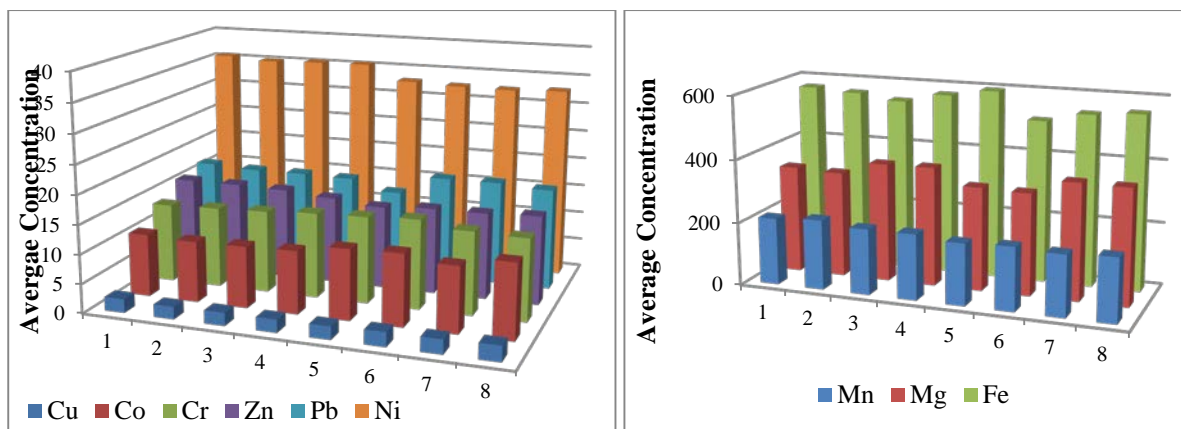 Avergae Concentration
40
35
30
25
20
15
10
5
0
1 2 3 4 5 6 7 8
Cu Co Cr Zn Pb Ni
Average Concentration
600
400
200
0
1 2 3 4 5 6 7 8
Mn Mg Fe